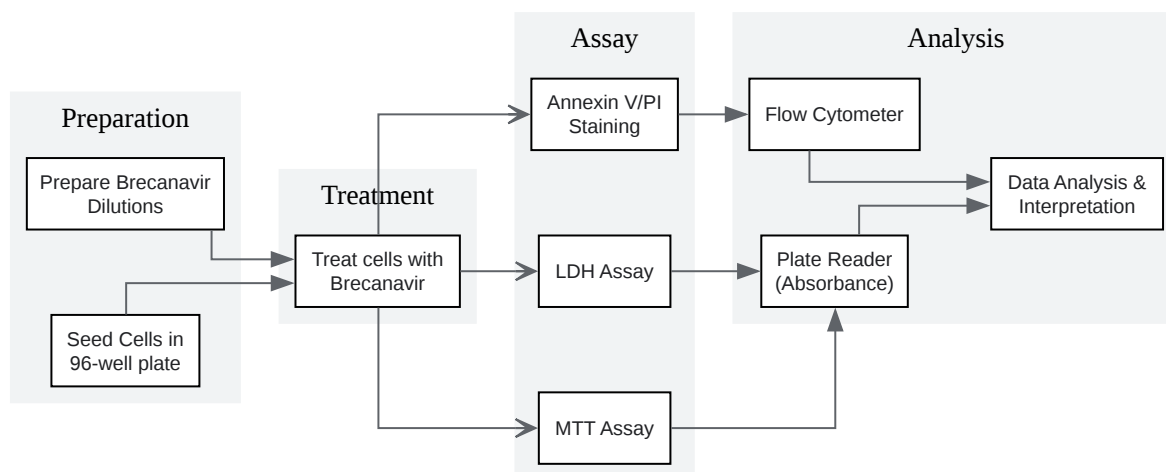 Preparation
Prepare Brecanavir
Dilutions
Seed Cells in
96-well plate
Treatment
Treat cells with
Brecanavir
Assay
Annexin V/PI
Staining
LDH Assay
MTT Assay
Analysis
Flow Cytometer
Plate Reader
(Absorbance)
Data Analysis &
Interpretation